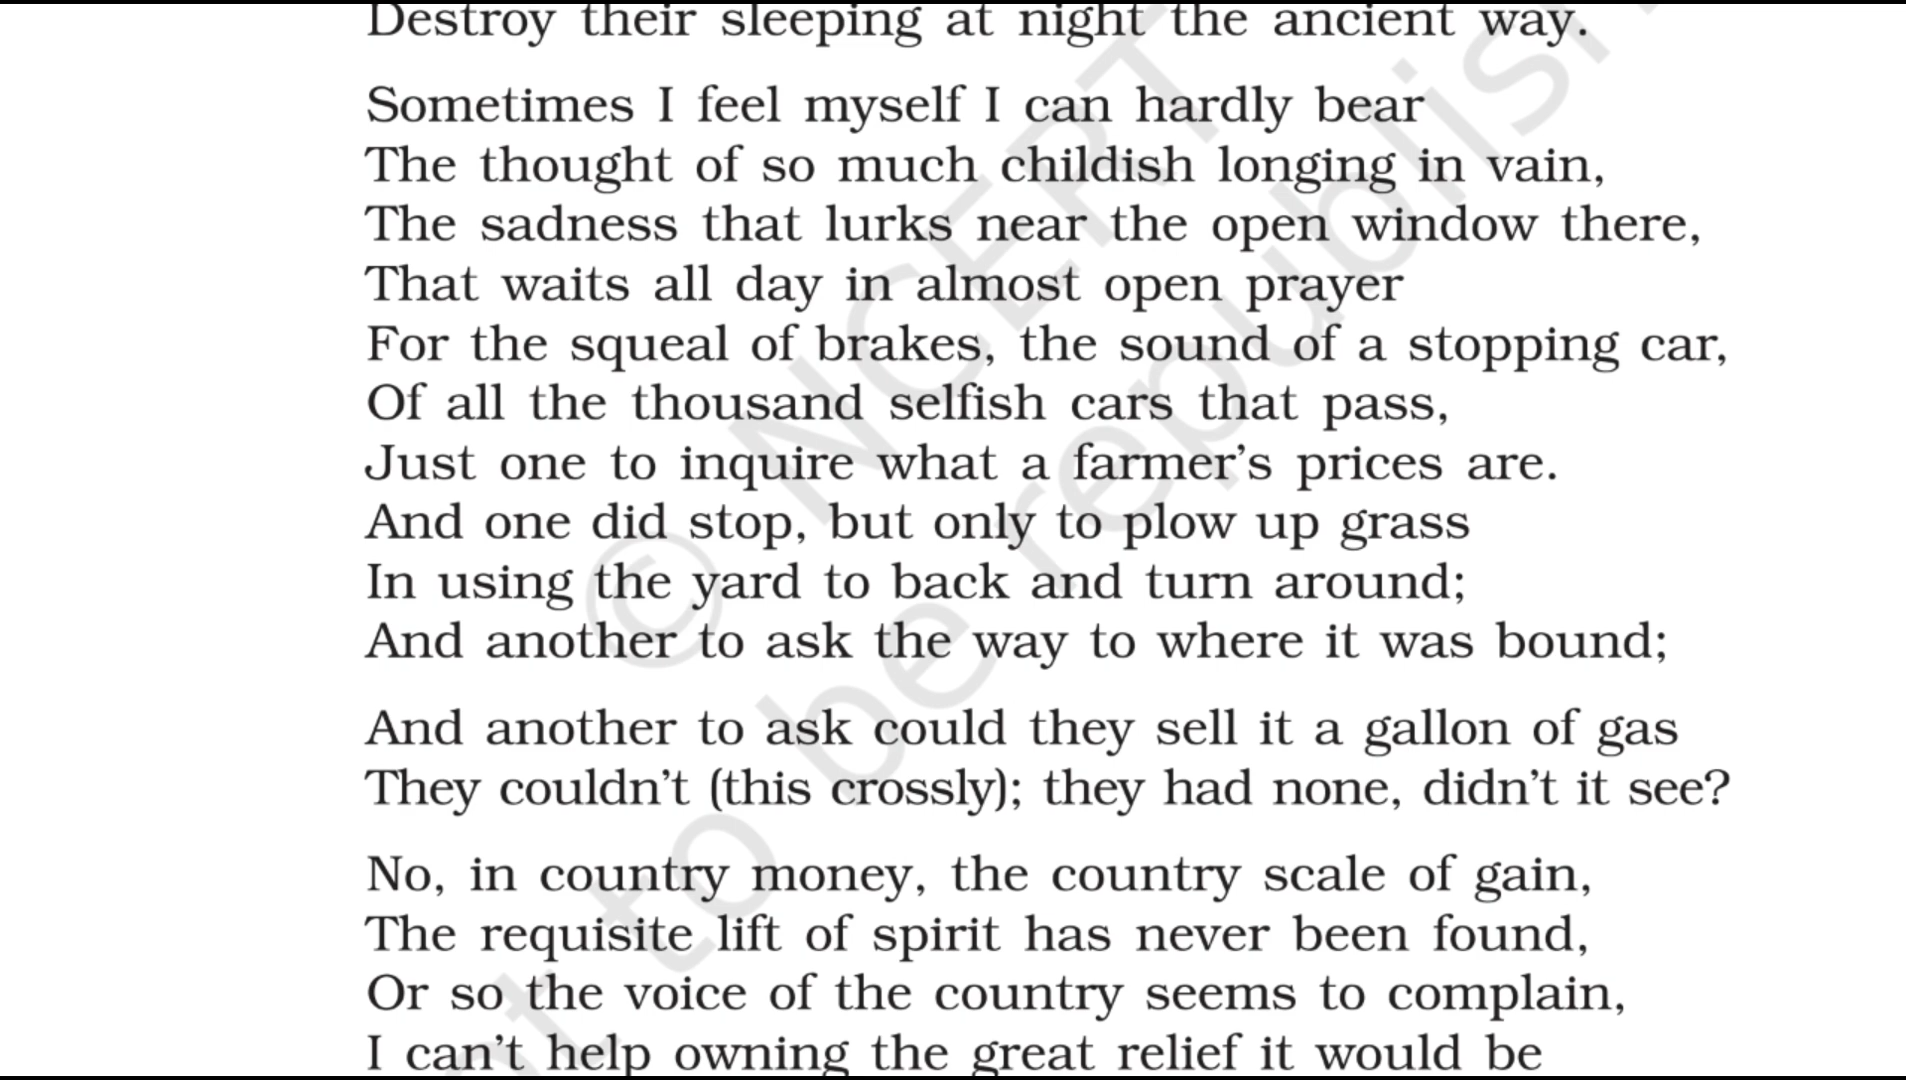 Destroy their sleeping at night the ancient way.
Sometimes I feel myself I can hardly bear
The thought of so much childish longing in vain,
The sadness that lurks near the open window there,
That waits all day in almost open prayer
For the squeal of brakes, the sound of a stopping car,
Of all the thousand selfish cars that pass,
Just one to inquire what a farmer’s prices are.
And one did stop, but only to plow up grass
In using the yard to back and turn around;
And another to ask the way to where it was bound;
And another to ask could they sell it a gallon of gas
They couldn’t (this crossly); they had none, didn’t it see?
No, in country money, the country scale of gain,
The requisite lift of spirit has never been found,
Or so the voice of the country seems to complain,
I can’t help owning the great relief it would be
© NCERT
to be republish